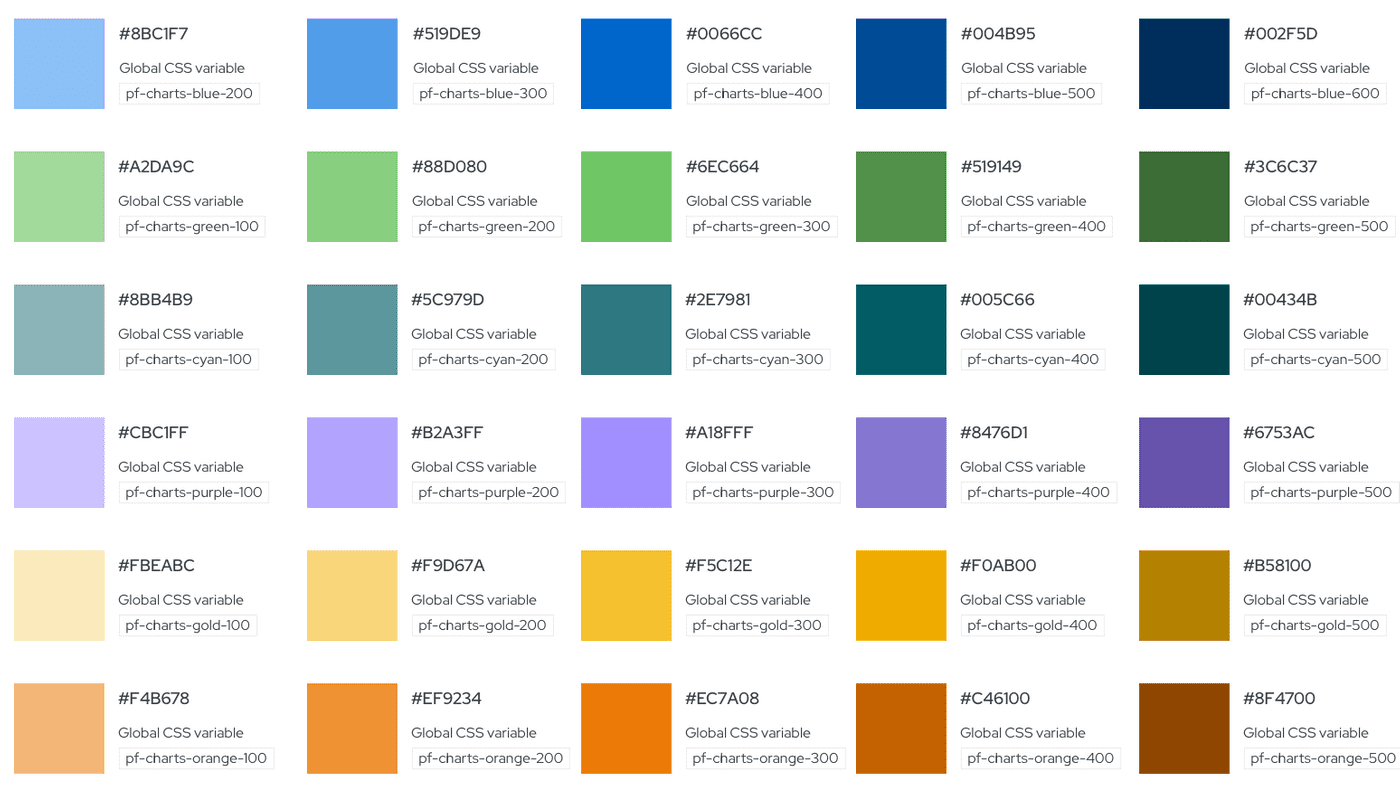 #8BC1F7
Global CSS variable
pf-charts-blue-200
#519DE9
Global CSS variable
pf-charts-blue-300
#0066CC
Global CSS variable
pf-charts-blue-400
#004B95
Global CSS variable
pf-charts-blue-500
#002F5D
Global CSS variable
pf-charts-blue-600
#A2DA9C
Global CSS variable
pf-charts-green-100
#88D080
Global CSS variable
pf-charts-green-200
#6EC664
Global CSS variable
pf-charts-green-300
#519149
Global CSS variable
pf-charts-green-400
#3C6C37
Global CSS variable
pf-charts-green-500
#8BB4B9
Global CSS variable
pf-charts-cyan-100
#5C979D
Global CSS variable
pf-charts-cyan-200
#2E7981
Global CSS variable
pf-charts-cyan-300
#005C66
Global CSS variable
pf-charts-cyan-400
#00434B
Global CSS variable
pf-charts-cyan-500
#CBC1FF
Global CSS variable
pf-charts-purple-100
#B2A3FF
Global CSS variable
pf-charts-purple-200
#A18FFF
Global CSS variable
pf-charts-purple-300
#8476D1
Global CSS variable
pf-charts-purple-400
#6753AC
Global CSS variable
pf-charts-purple-500
#FBEABC
Global CSS variable
pf-charts-gold-100
#F9D67A
Global CSS variable
pf-charts-gold-200
#F5C12E
Global CSS variable
pf-charts-gold-300
#F0AB00
Global CSS variable
pf-charts-gold-400
#B58100
Global CSS variable
pf-charts-gold-500
#F4B678
Global CSS variable
pf-charts-orange-100
#EF9234
Global CSS variable
pf-charts-orange-200
#EC7A08
Global CSS variable
pf-charts-orange-300
#C46100
Global CSS variable
pf-charts-orange-400
#8F4700
Global CSS variable
pf-charts-orange-500